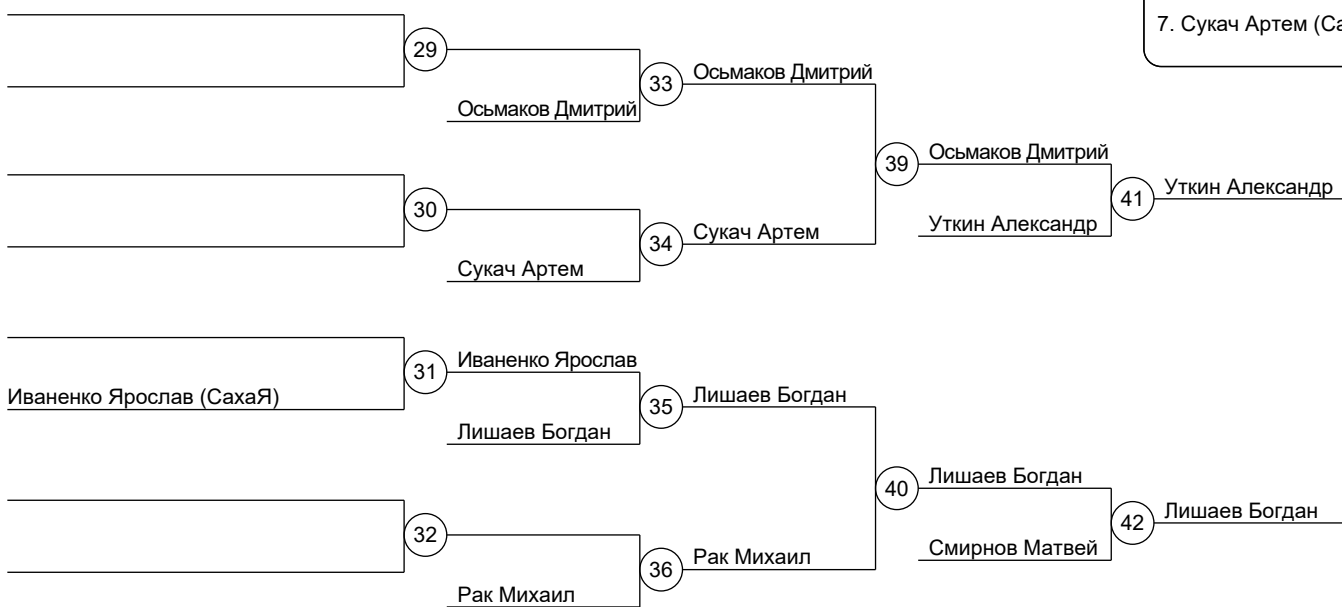 7. Сукач Артем (Са
29
33
Осьмаков Дмитрий
Осьмаков Дмитрий
39
Осьмаков Дмитрий
30
34
Сукач Артем
41
Уткин Александр
Уткин Александр
Сукач Артем
31
Иваненко Ярослав
Иваненко Ярослав (СахаЯ)
35
Лишаев Богдан
Лишаев Богдан
40
Лишаев Богдан
32
36
Рак Михаил
42
Лишаев Богдан
Смирнов Матвей
Рак Михаил